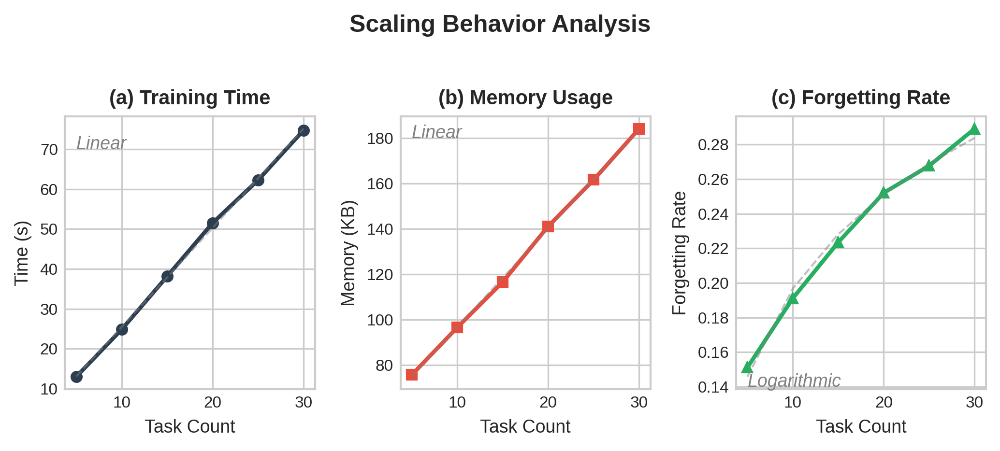 Scaling Behavior Analysis
(a) Training Time
Linear
70
60
50
40
30
20
10
Time (s)
10 20 30
Task Count
(b) Memory Usage
Linear
180
160
140
120
100
80
Memory (KB)
10 20 30
Task Count
(c) Forgetting Rate
0.28
0.26
0.24
0.22
0.20
0.18
0.16
0.14
Forgetting Rate
Logarithmic
10 20 30
Task Count